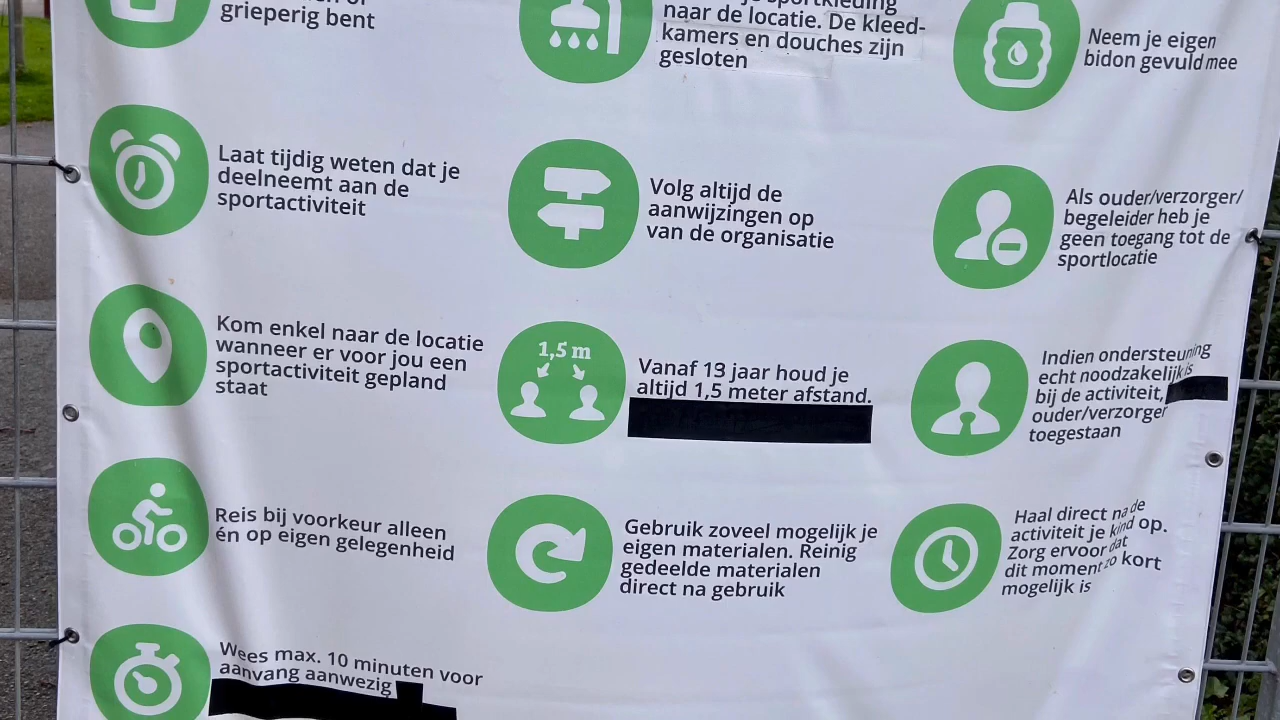 grieperig bent
Laat tijdig weten dat je
deelneemt aan de
sportactiviteit
Kom enkel naar de locatie
wanneer er voor jou een
sportactiviteit gepland
staat
Reis bij voorkeur alleen
én op eigen gelegenheid
Wees max. 10 minuten voor
aanvang aanwezig
naar de locatie. De kleed-
kamers en douches zijn
gesloten
Volg altijd de
aanwijzingen op
van de organisatie
1,5 m
Vanaf 13 jaar houd je
altijd 1,5 meter afstand.
Gebruik zoveel mogelijk je
eigen materialen. Reinig
gedeelde materialen
direct na gebruik
Neem je eigen
bidon gevuld mee
Als ouder/verzorger/
begeleider heb je
geen toegang tot de
sportlocatie
Indien ondersteuning
echt noodzakelijk is
bij de activiteit,
ouder/verzorger
toegestaan
Haal direct na de
activiteit je kind op.
Zorg ervoor dat
dit moment zo kort
mogelijk is